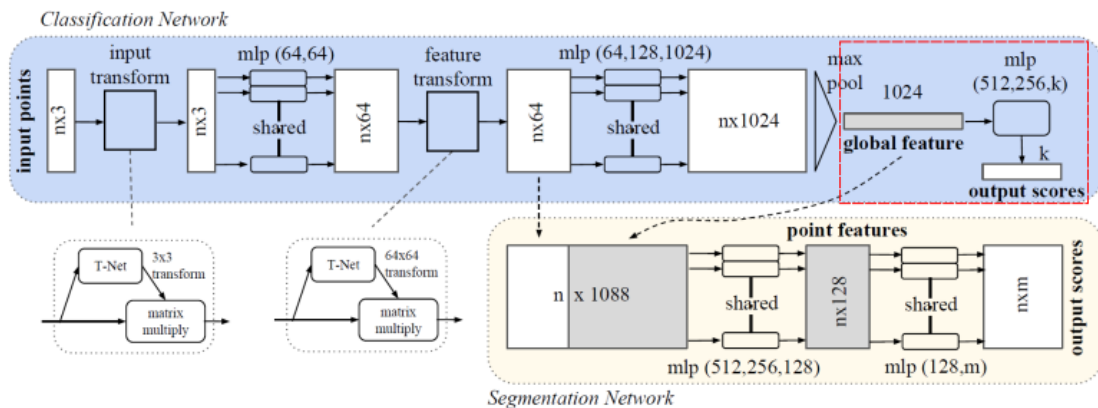 Classification Network
input points
nx3
input
transform
nx3
mlp (64,64)
shared
nx64
feature
transform
nx64
mlp (64,128,1024)
shared
nx1024
max
pool
1024
global feature
mlp
(512,256,k)
k
output scores
T-Net
3x3
transform
matrix
multiply
T-Net
64x64
transform
matrix
multiply
point features
n x 1088
shared
mlp (512,256,128)
nx128
shared
mlp (128,m)
nxm
output scores
Segmentation Network